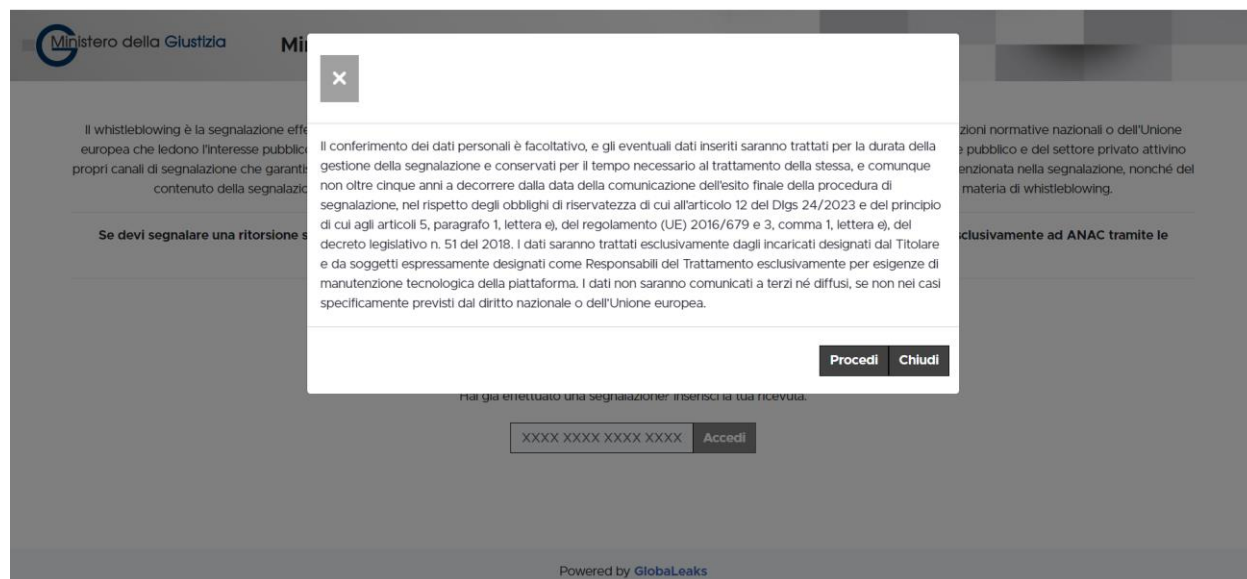 Ministero della Giustizia
Mi
×
Il whistleblowing è la segnalazione effe
europea che ledono l'interesse pubblic
propri canali di segnalazione che garanti
contenuto della segnalazio
Se devi segnalare una ritorsione s
Il conferimento dei dati personali è facoltativo, e gli eventuali dati inseriti saranno trattati per la durata della
gestione della segnalazione e conservati per il tempo necessario al trattamento della stessa, e comunque
non oltre cinque anni a decorrere dalla data della comunicazione dell'esito finale della procedura di
segnalazione, nel rispetto degli obblighi di riservatezza di cui all'articolo 12 del Dlgs 24/2023 e del principio
di cui agli articoli 5, paragrafo 1, lettera e), del regolamento (UE) 2016/679 e 3, comma 1, lettera e), del
decreto legislativo n. 51 del 2018. I dati saranno trattati esclusivamente dagli incaricati designati dal Titolare
e da soggetti espressamente designati come Responsabili del Trattamento esclusivamente per esigenze di
manutenzione tecnologica della piattaforma. I dati non saranno comunicati a terzi né diffusi, se non nei casi
specificamente previsti dal diritto nazionale o dell'Unione europea.
Procedi Chiudi
zioni normative nazionali o dell'Unione
e pubblico e del settore privato attivino
enzionata nella segnalazione, nonché del
materia di whistleblowing.
clusivamente ad ANAC tramite le
Hai già effettuato una segnalazione? Inserisci la tua ricevuta.
XXXX XXXX XXXX XXXX Accedi
Powered by GlobaLeaks